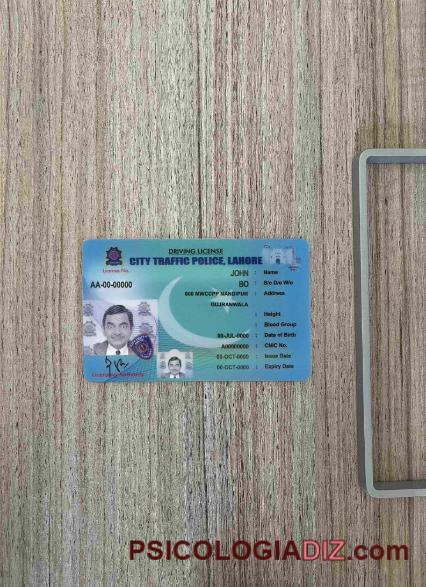 DRIVING LICENSE
CITY TRAFFIC POLICE, LAHORE
License No.
AA-00-00000
JOHN : Name
BO : S/o D/o W/o
600 MWCCPP NANDIPUR : Address
GUJRANWALA
: Height
: Blood Group
00-JUL-0000 : Date of Birth
A00000000 : CNIC No.
00-OCT-0000 : Issue Date
00-OCT-0000 : Expiry Date
Licensing Authority
PSICOLOGIADIZ.com